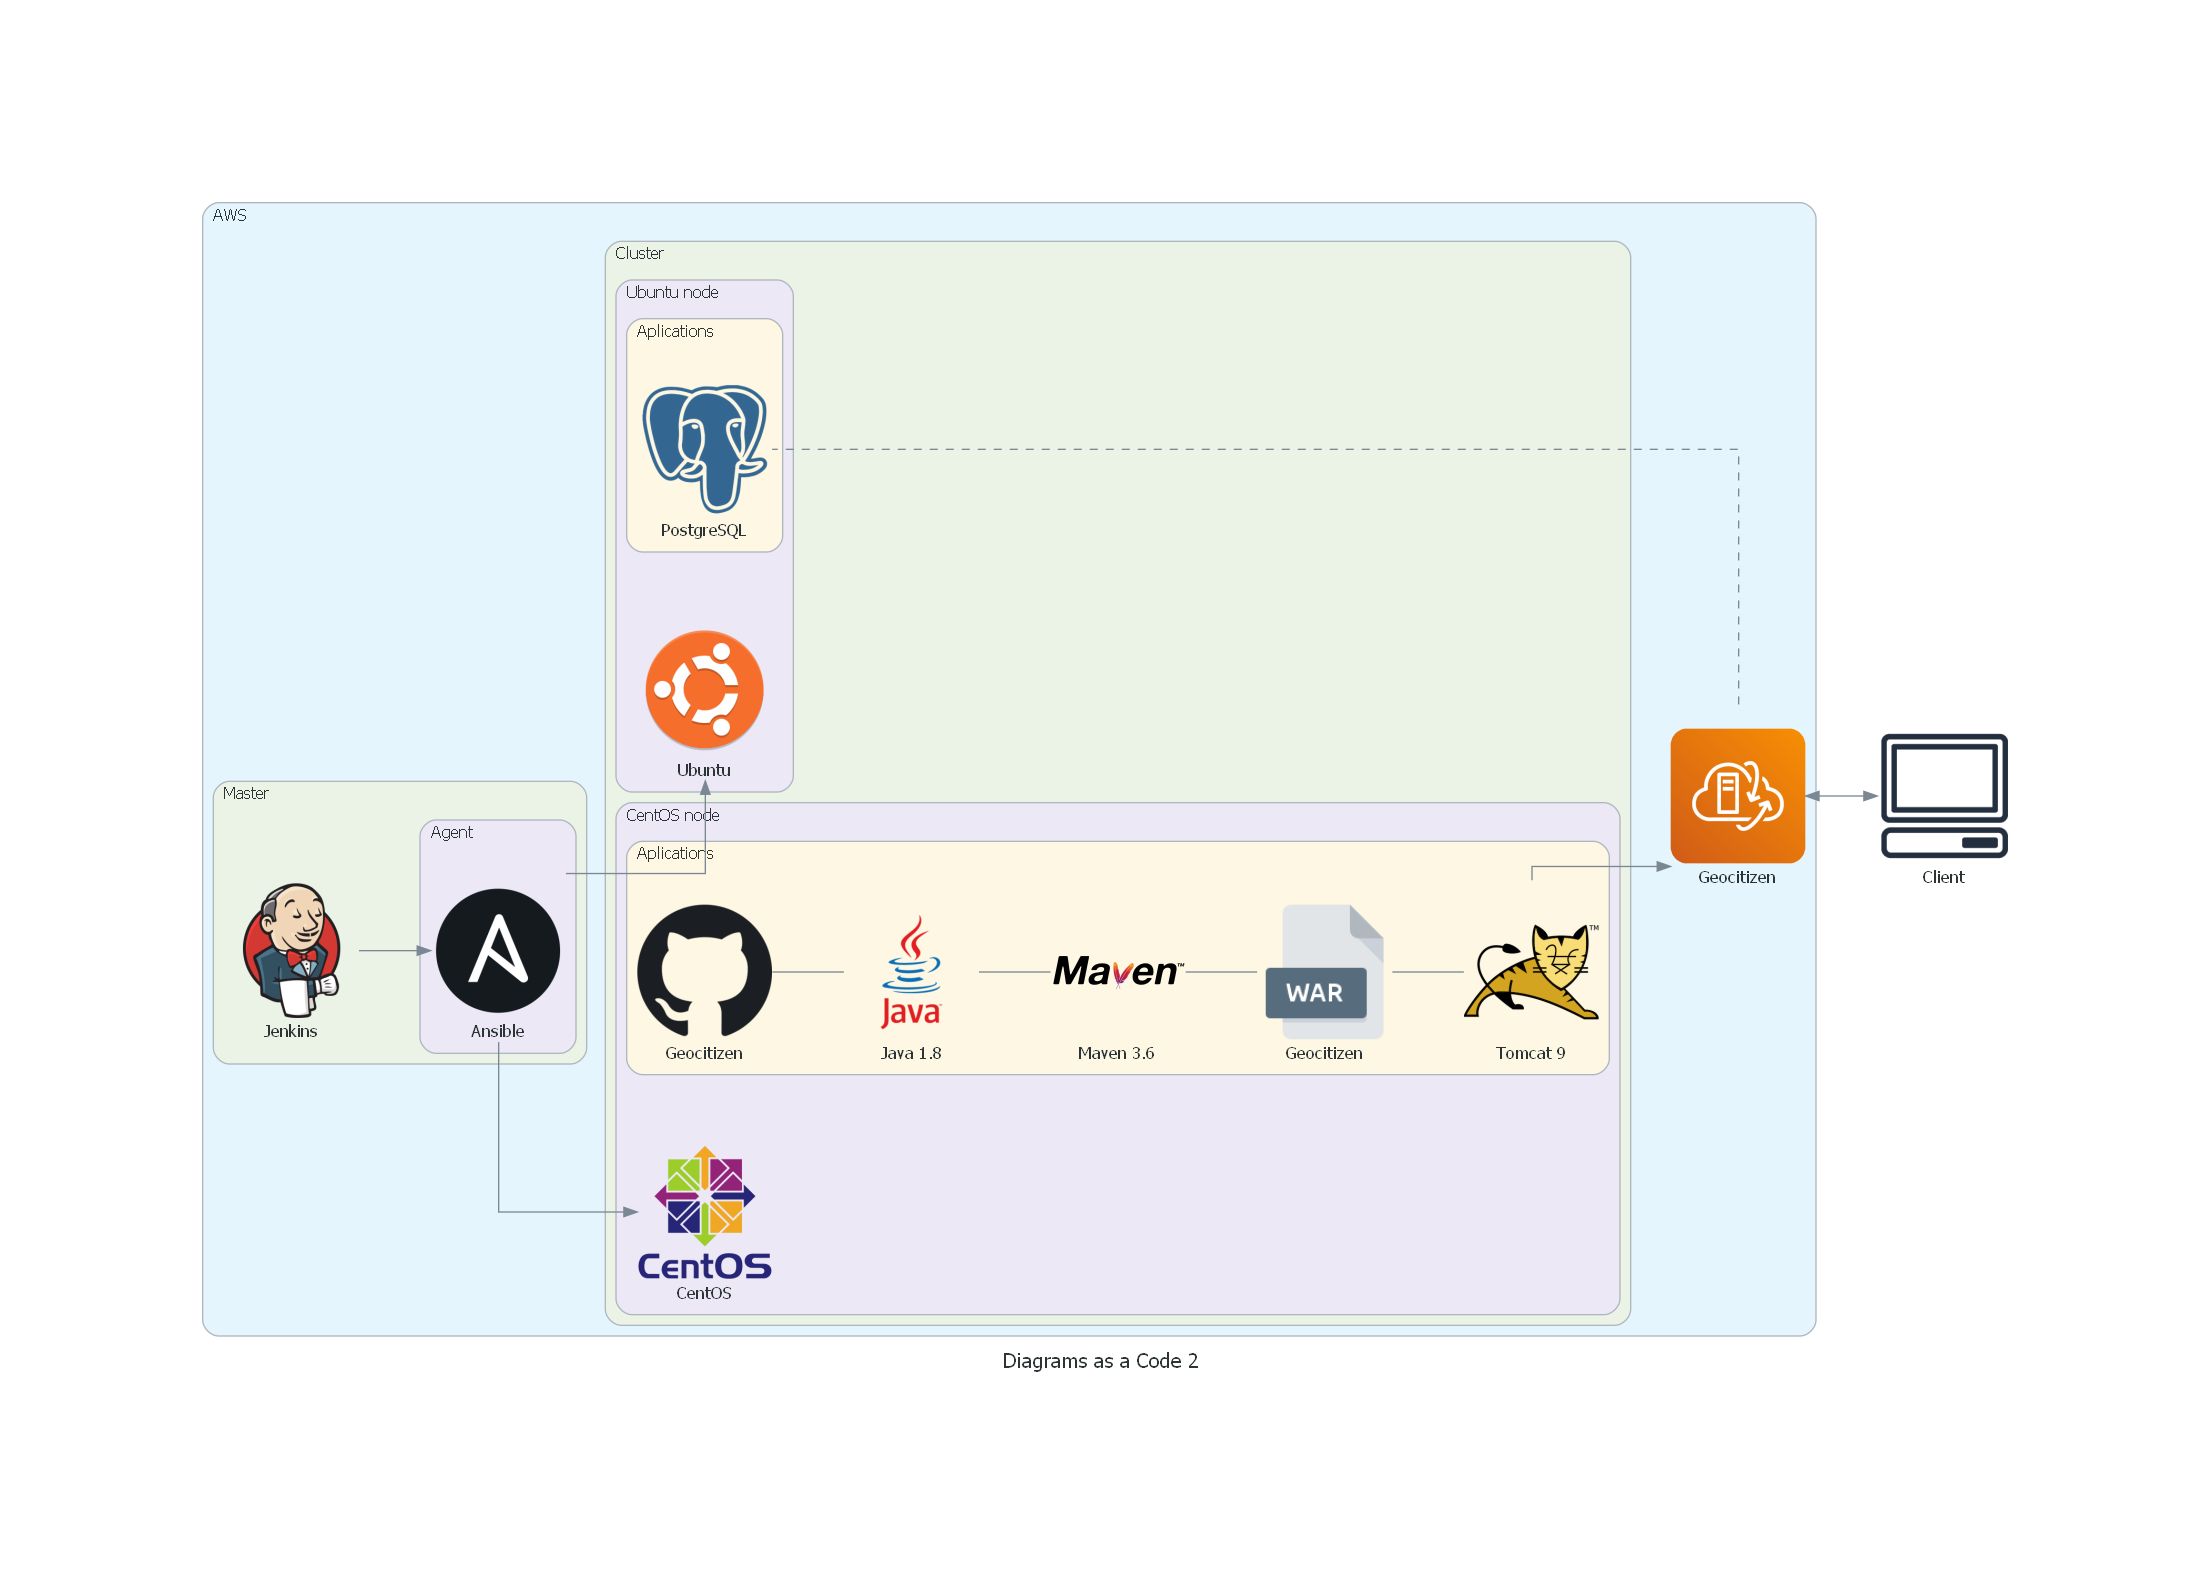 AWS
Cluster
Ubuntu node
Aplications
PostgreSQL
Ubuntu
Master
Agent
Jenkins
Ansible
CentOS node
Aplications
Geocitizen
Java
Java 1.8
Maven™
Maven 3.6
WAR
Geocitizen
TM
Tomcat 9
CentOS
CentOS
Geocitizen
Client
Diagrams as a Code 2